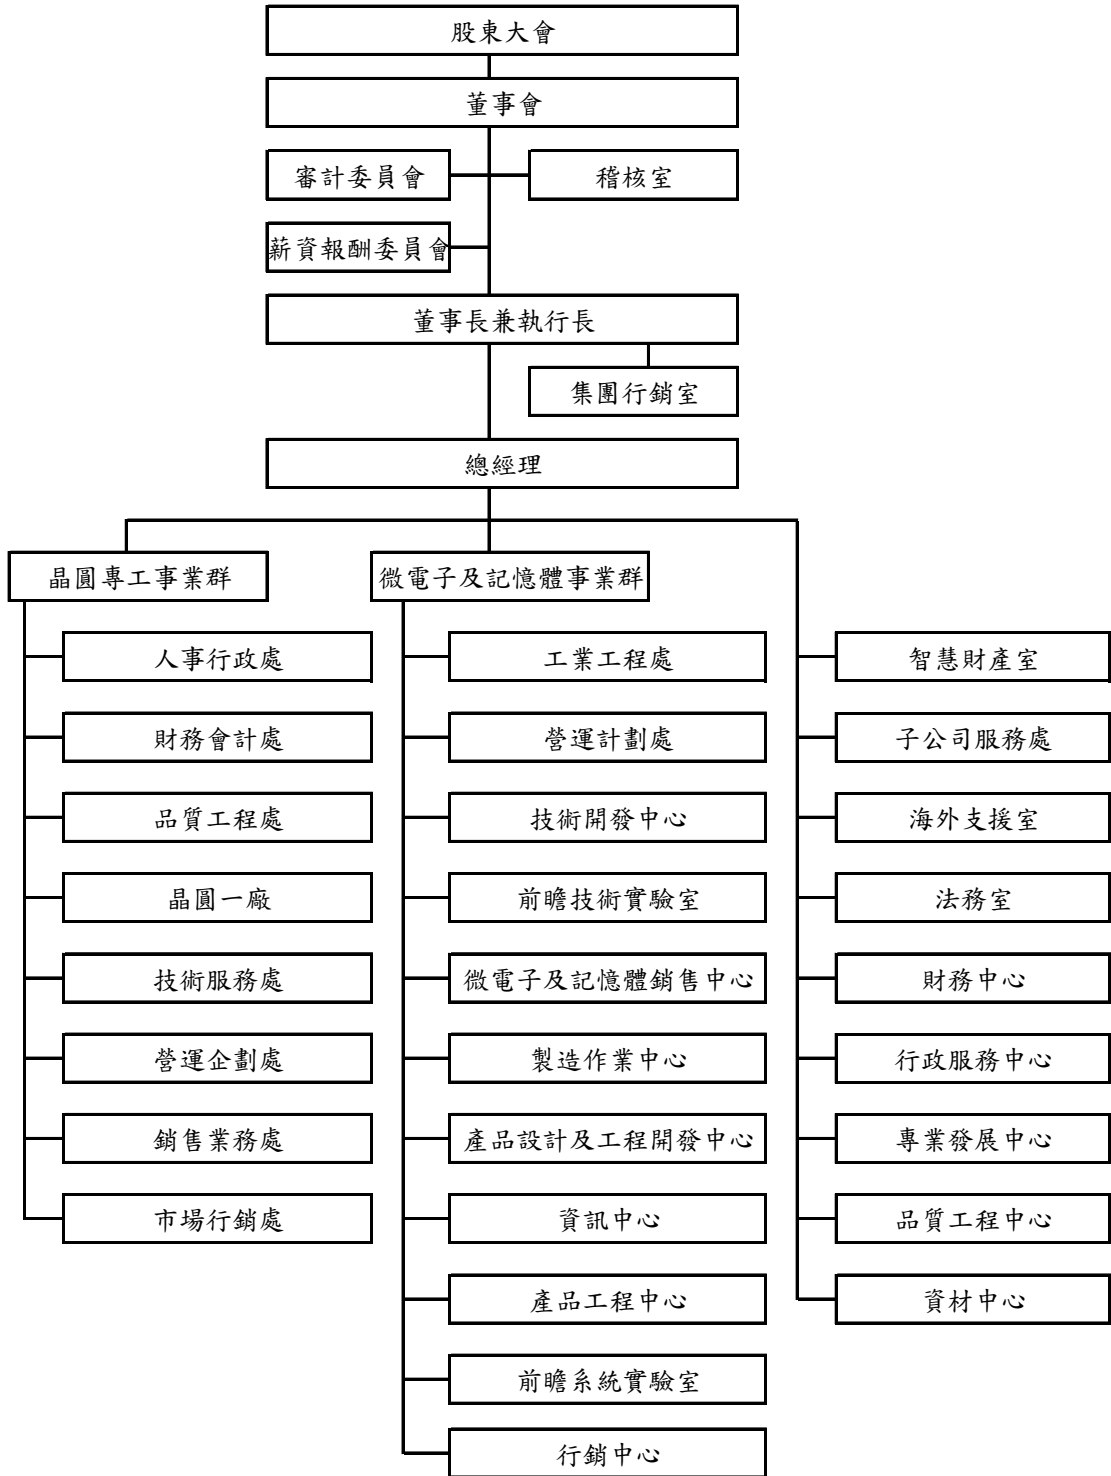 股東大會
董事會
審計委員會
稽核室
薪資報酬委員會
董事長兼執行長
集團行銷室
總經理
晶圓專工事業群
人事行政處
財務會計處
品質工程處
晶圓一廠
技術服務處
營運企劃處
銷售業務處
市場行銷處
微電子及記憶體事業群
工業工程處
營運計劃處
技術開發中心
前瞻技術實驗室
微電子及記憶體銷售中心
製造作業中心
產品設計及工程開發中心
資訊中心
產品工程中心
前瞻系統實驗室
行銷中心
智慧財產室
子公司服務處
海外支援室
法務室
財務中心
行政服務中心
專業發展中心
品質工程中心
資材中心